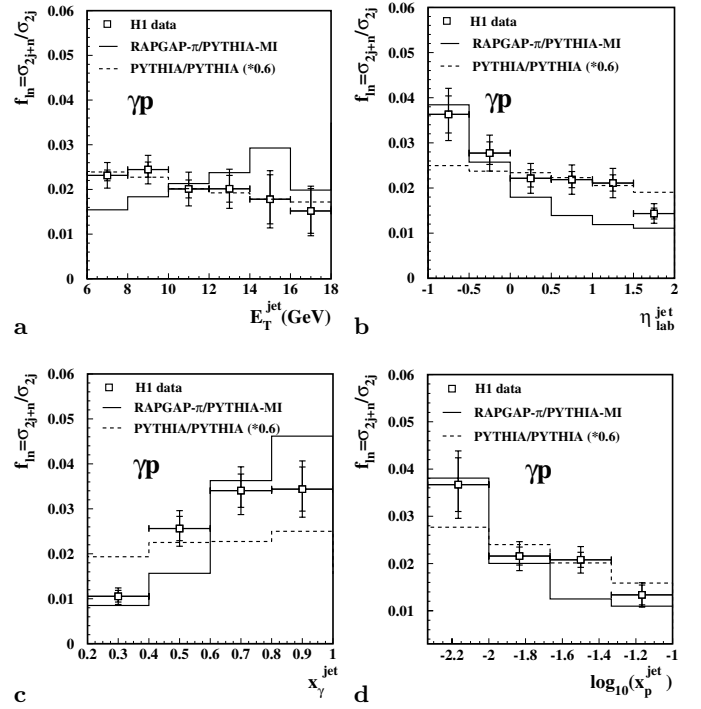 f_ln=σ_2j+n/σ_2j
0.06
0.05
0.04
0.03
0.02
0.01
0
H1 data
RAPGAP-π/PYTHIA-MI
PYTHIA/PYTHIA (*0.6)
γp
6 8 10 12 14 16 18
E_T^jet(GeV)
a
f_ln=σ_2j+n/σ_2j
0.06
0.05
0.04
0.03
0.02
0.01
0
H1 data
RAPGAP-π/PYTHIA-MI
PYTHIA/PYTHIA (*0.6)
γp
-1 -0.5 0 0.5 1 1.5 2
η_lab^jet
b
f_ln=σ_2j+n/σ_2j
0.06
0.05
0.04
0.03
0.02
0.01
0
H1 data
RAPGAP-π/PYTHIA-MI
PYTHIA/PYTHIA (*0.6)
γp
0.2 0.3 0.4 0.5 0.6 0.7 0.8 0.9 1
x_γ^jet
c
f_ln=σ_2j+n/σ_2j
0.06
0.05
0.04
0.03
0.02
0.01
H1 data
RAPGAP-π/PYTHIA-MI
PYTHIA/PYTHIA (*0.6)
γp
-2.2 -2 -1.8 -1.6 -1.4 -1.2 -1
log_10(x_p^jet)
d